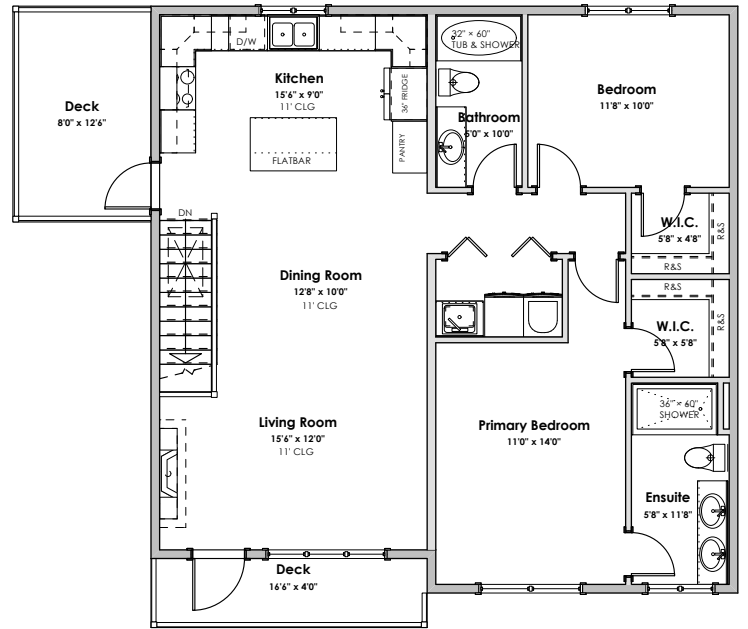 D/W
32" × 60"
TUB & SHOWER
Kitchen
15'6" x 9'0"
11' CLG
36" FRIDGE
PANTRY
FLATBAR
Deck
8'0" x 12'6"
Bathroom
5'0" x 10'0"
Bedroom
11'8" x 10'0"
DN
W.I.C.
5'8" x 4'8"
R&S
R&S
R&S
R&S
W.I.C.
5'8" x 5'8"
Dining Room
12'8" x 10'0"
11' CLG
36" × 60"
SHOWER
Living Room
15'6" x 12'0"
11' CLG
Primary Bedroom
11'0" x 14'0"
Ensuite
5'8" x 11'8"
Deck
16'6" x 4'0"